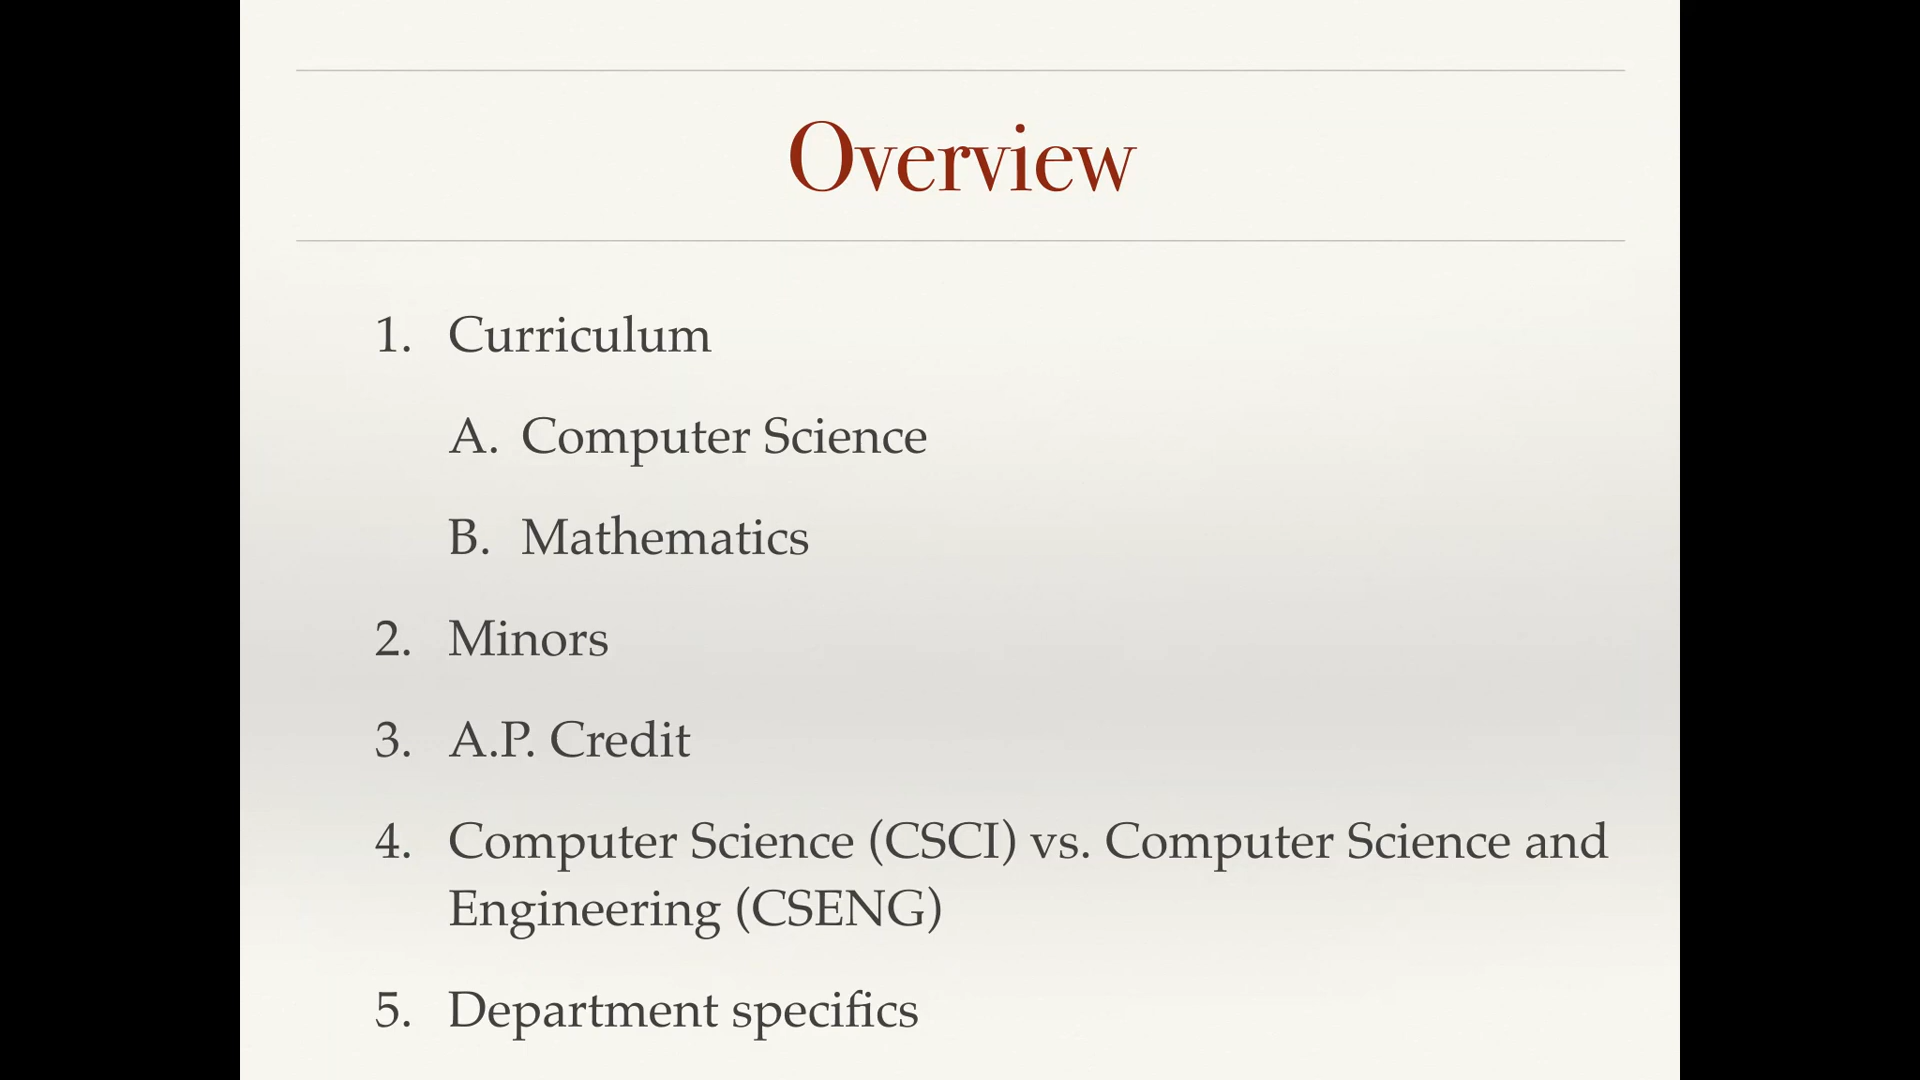 Overview
1. Curriculum
A. Computer Science
B. Mathematics
2. Minors
3. A.P. Credit
4. Computer Science (CSCI) vs. Computer Science and
Engineering (CSENG)
5. Department specifics